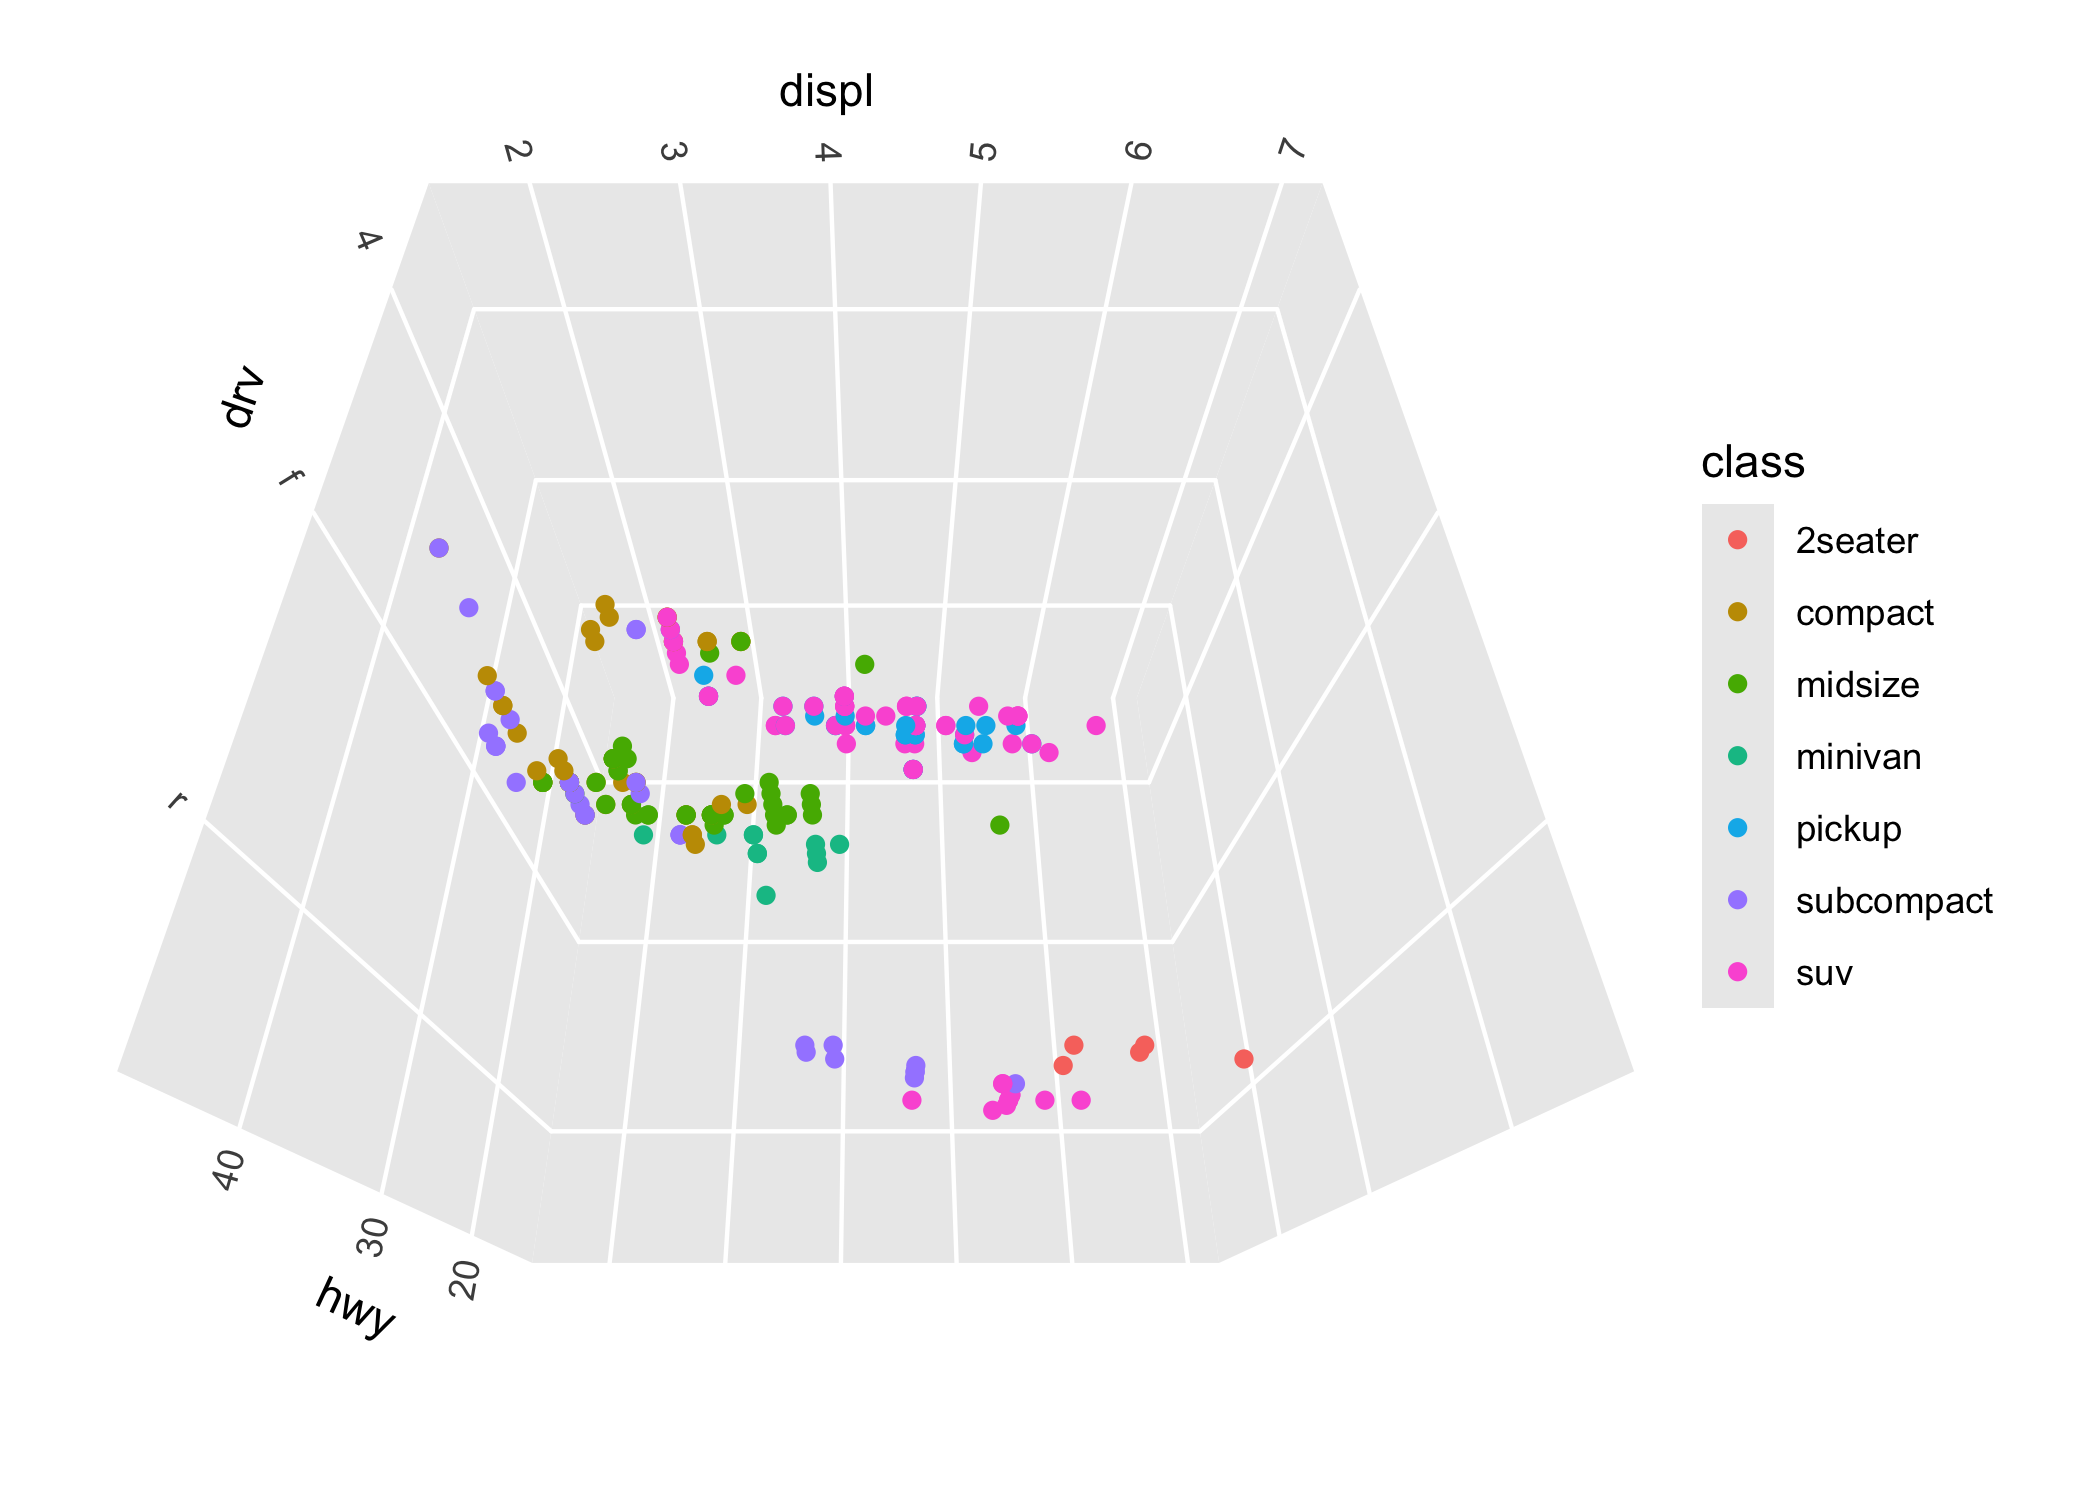 displ
2
3
4
5
6
7
drv
4
f
r
40
30
20
hwy
class
2seater
compact
midsize
minivan
pickup
subcompact
suv